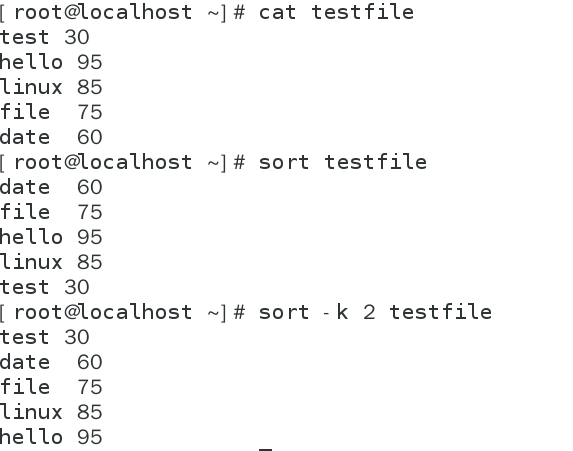 [root@localhost ~]# cat testfile
test 30
hello 95
linux 85
file  75
date  60
[root@localhost ~]# sort testfile
date  60
file  75
hello 95
linux 85
test 30
[root@localhost ~]# sort -k 2 testfile
test 30
date  60
file  75
linux 85
hello 95